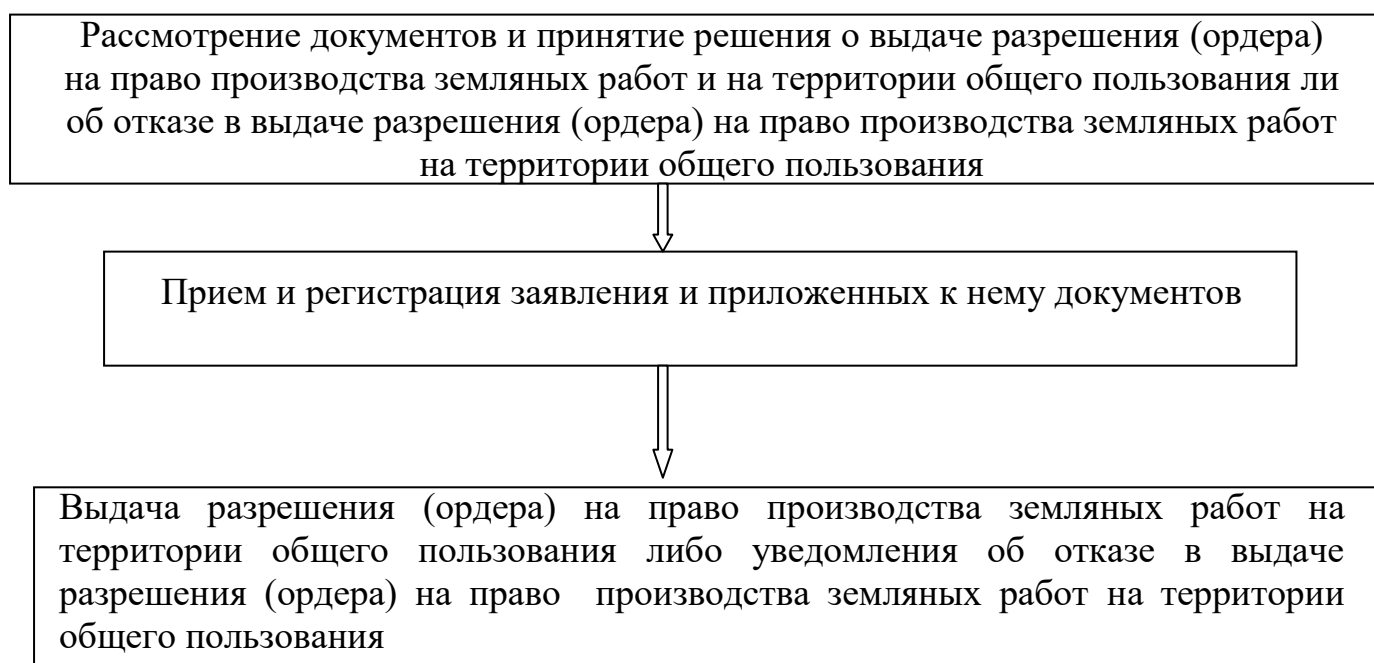 Рассмотрение документов и принятие решения о выдаче разрешения (ордера)
на право производства земляных работ и на территории общего пользования ли
об отказе в выдаче разрешения (ордера) на право производства земляных работ
на территории общего пользования
Прием и регистрация заявления и приложенных к нему документов
Выдача разрешения (ордера) на право производства земляных работ на
территории общего пользования либо уведомления об отказе в выдаче
разрешения (ордера) на право производства земляных работ на территории
общего пользования